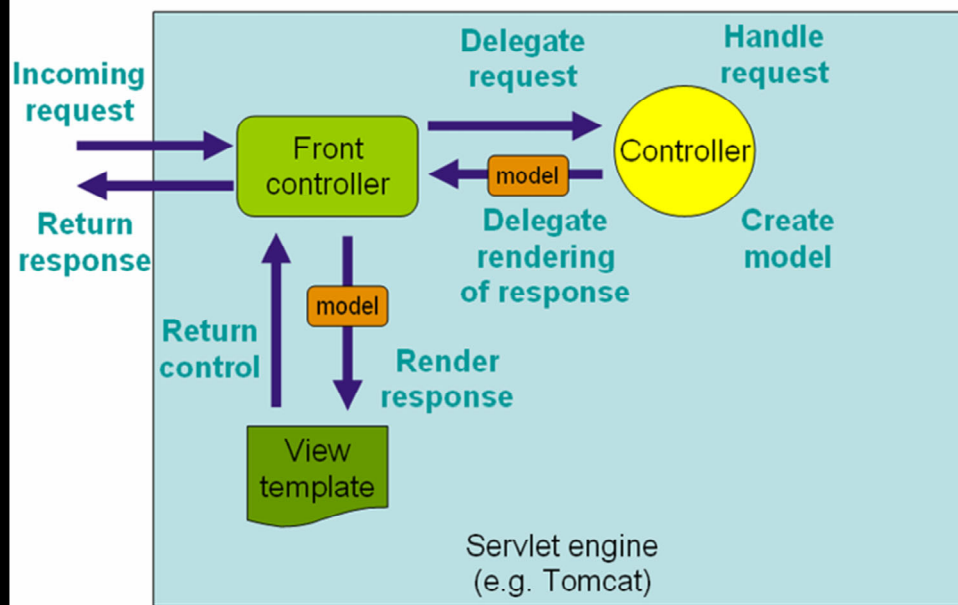 Incoming
request
Return
response
Front
controller
Delegate
request
Handle
request
Controller
model
Delegate
rendering
of response
Create
model
model
Return
control
Render
response
View
template
Servlet engine
(e.g. Tomcat)